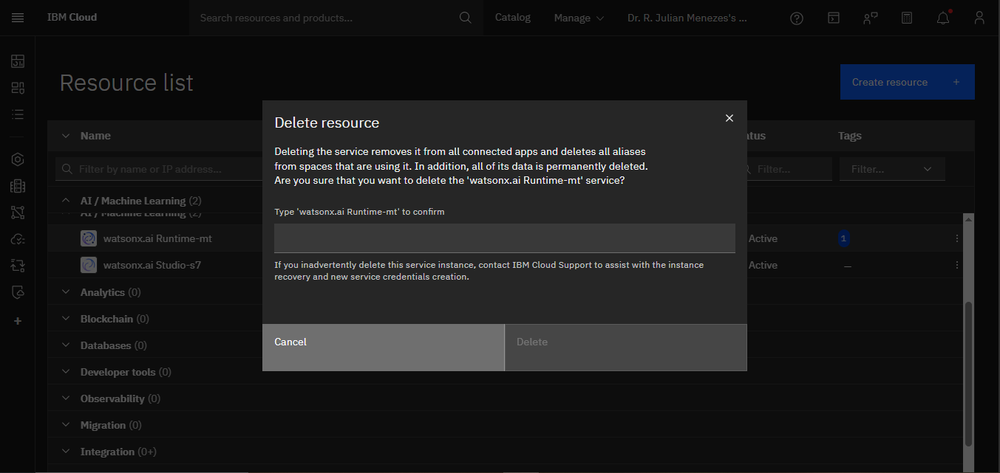 IBM Cloud
Search resources and products...
Catalog
Manage
Dr. R. Julian Menezes's ...
Resource list
Create resource +
Delete resource
Deleting the service removes it from all connected apps and deletes all aliases
from spaces that are using it. In addition, all of its data is permanently deleted.
Are you sure that you want to delete the 'watsonx.ai Runtime-mt' service?
Type 'watsonx.ai Runtime-mt' to confirm
If you inadvertently delete this service instance, contact IBM Cloud Support to assist with the instance
recovery and new service credentials creation.
Cancel
Delete
Name
tus
Tags
Filter by name or IP address...
Filter...
Filter...
AI / Machine Learning (2)
AI / Machine Learning (2)
watsonx.ai Runtime-mt
Active
1
watsonx.ai Studio-s7
Active
–
Analytics (0)
Blockchain (0)
Databases (0)
Developer tools (0)
Observability (0)
Migration (0)
Integration (0+)